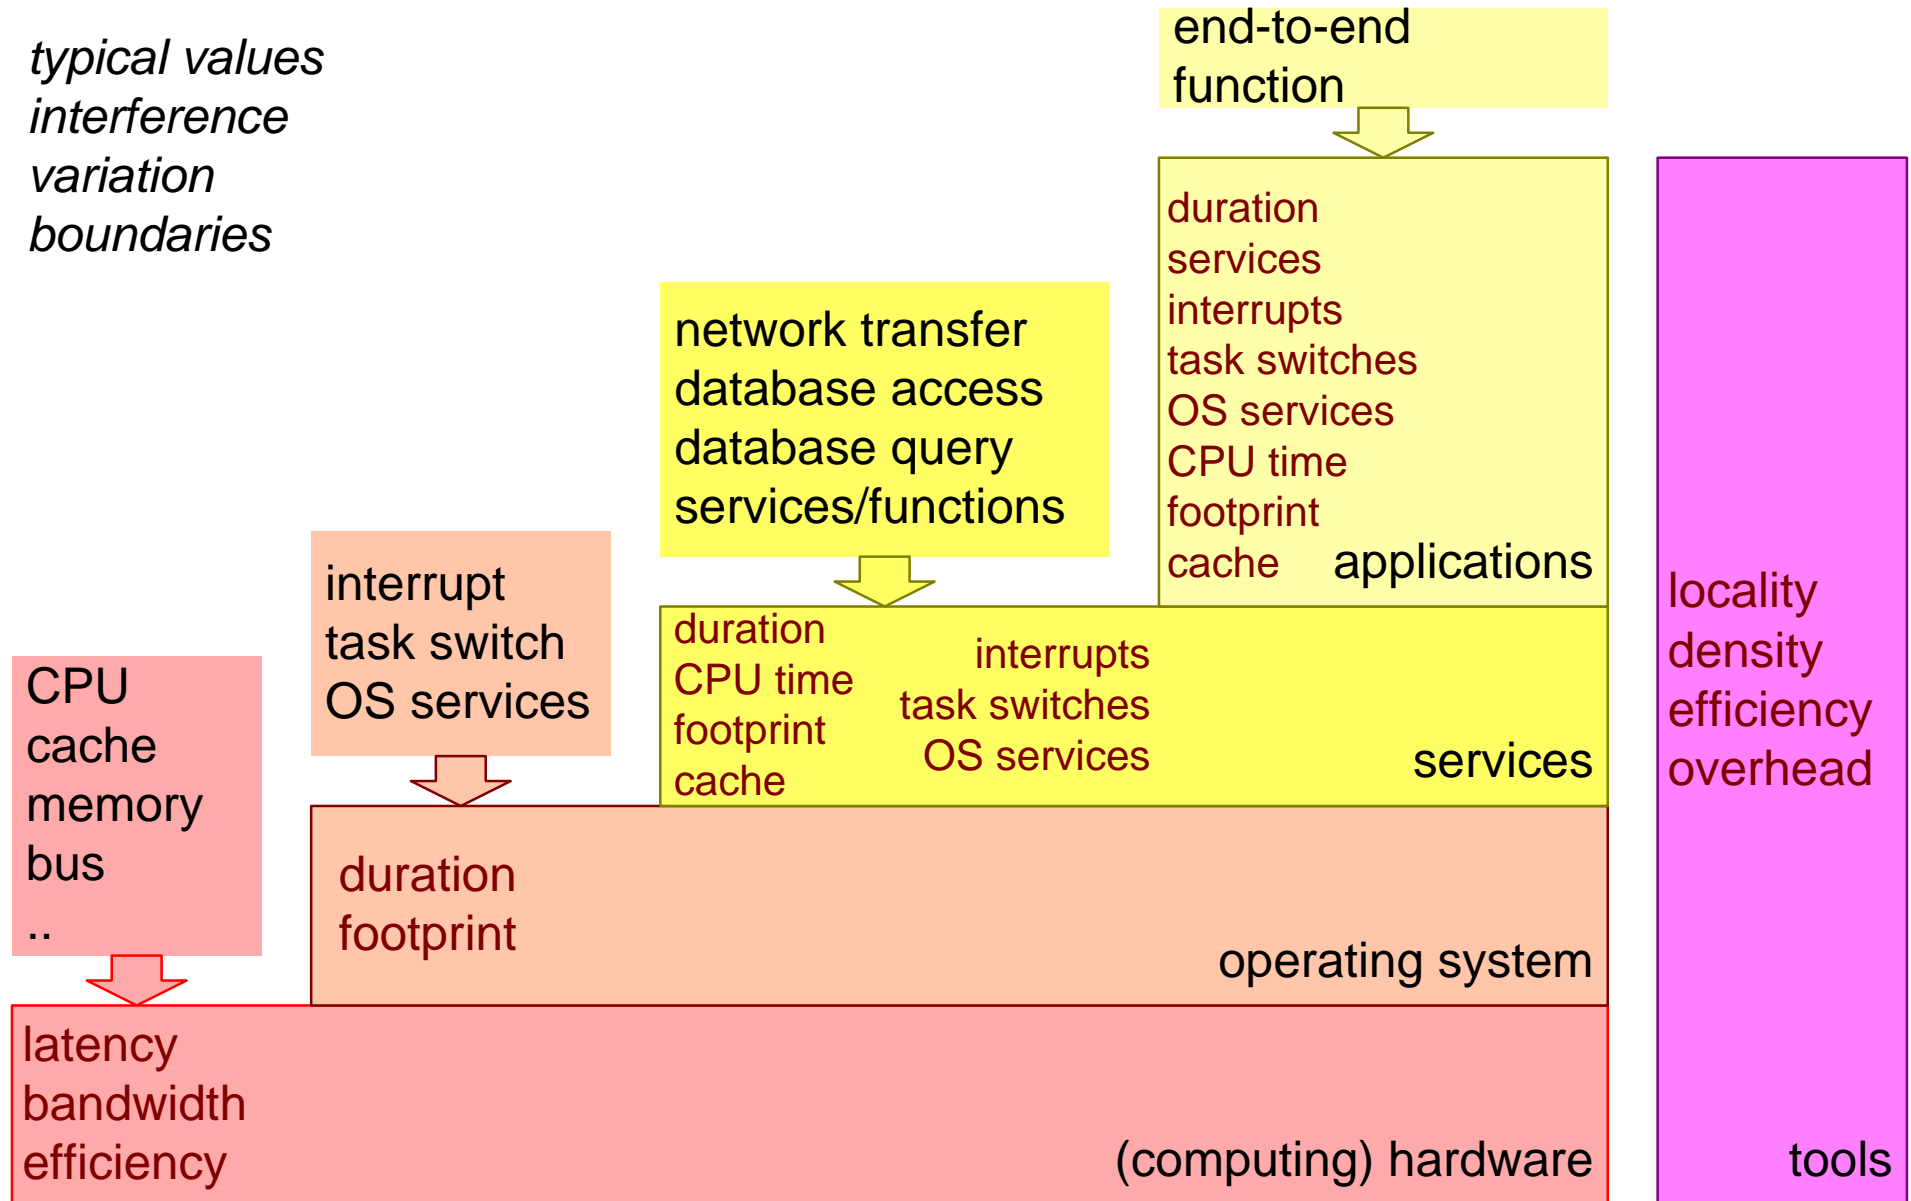 typical values
interference
variation
boundaries
end-to-end
function
duration
services
interrupts
task switches
OS services
CPU time
footprint
cache
applications
network transfer
database access
database query
services/functions
duration
CPU time
footprint
cache
interrupts
task switches
OS services
services
interrupt
task switch
OS services
duration
footprint
operating system
CPU
cache
memory
bus
..
latency
bandwidth
efficiency
(computing) hardware
locality
density
efficiency
overhead
tools